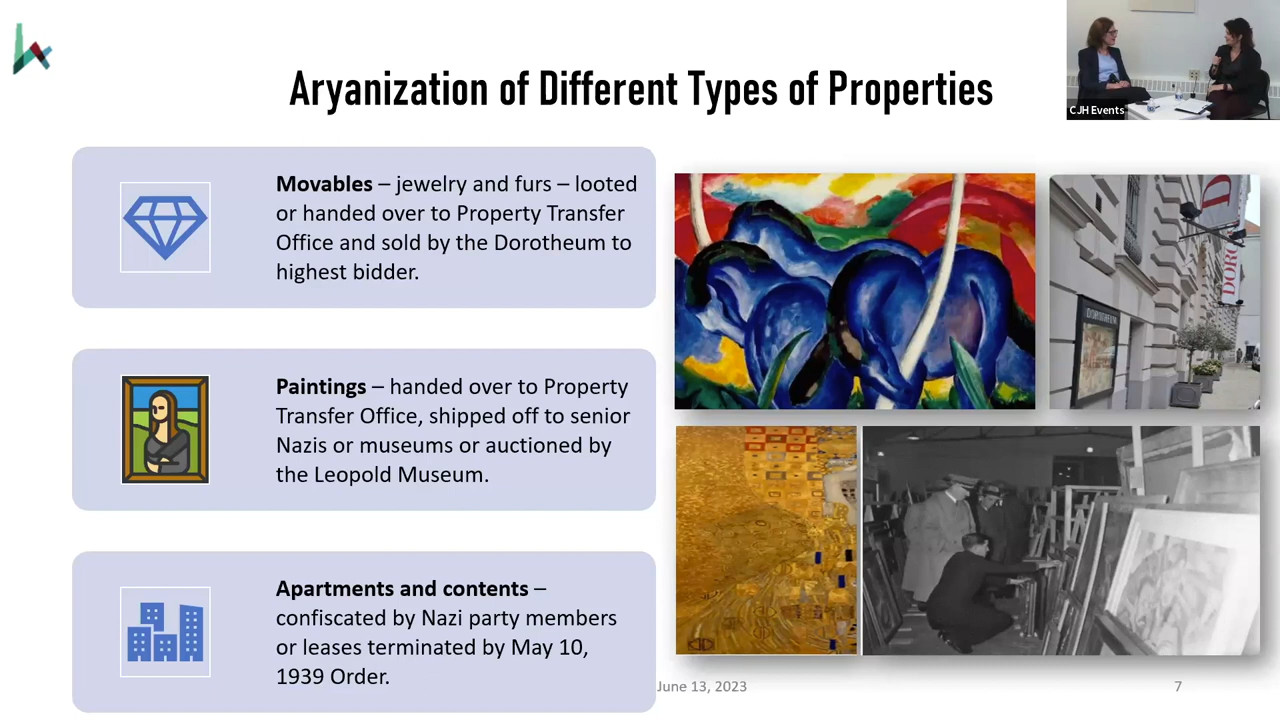 Aryanization of Different Types of Properties
CJH Events
Movables – jewelry and furs – looted
or handed over to Property Transfer
Office and sold by the Dorotheum to
highest bidder.
Paintings – handed over to Property
Transfer Office, shipped off to senior
Nazis or museums or auctioned by
the Leopold Museum.
Apartments and contents –
confiscated by Nazi party members
or leases terminated by May 10,
1939 Order.
DORO
DOROTHEUM
June 13, 2023
7